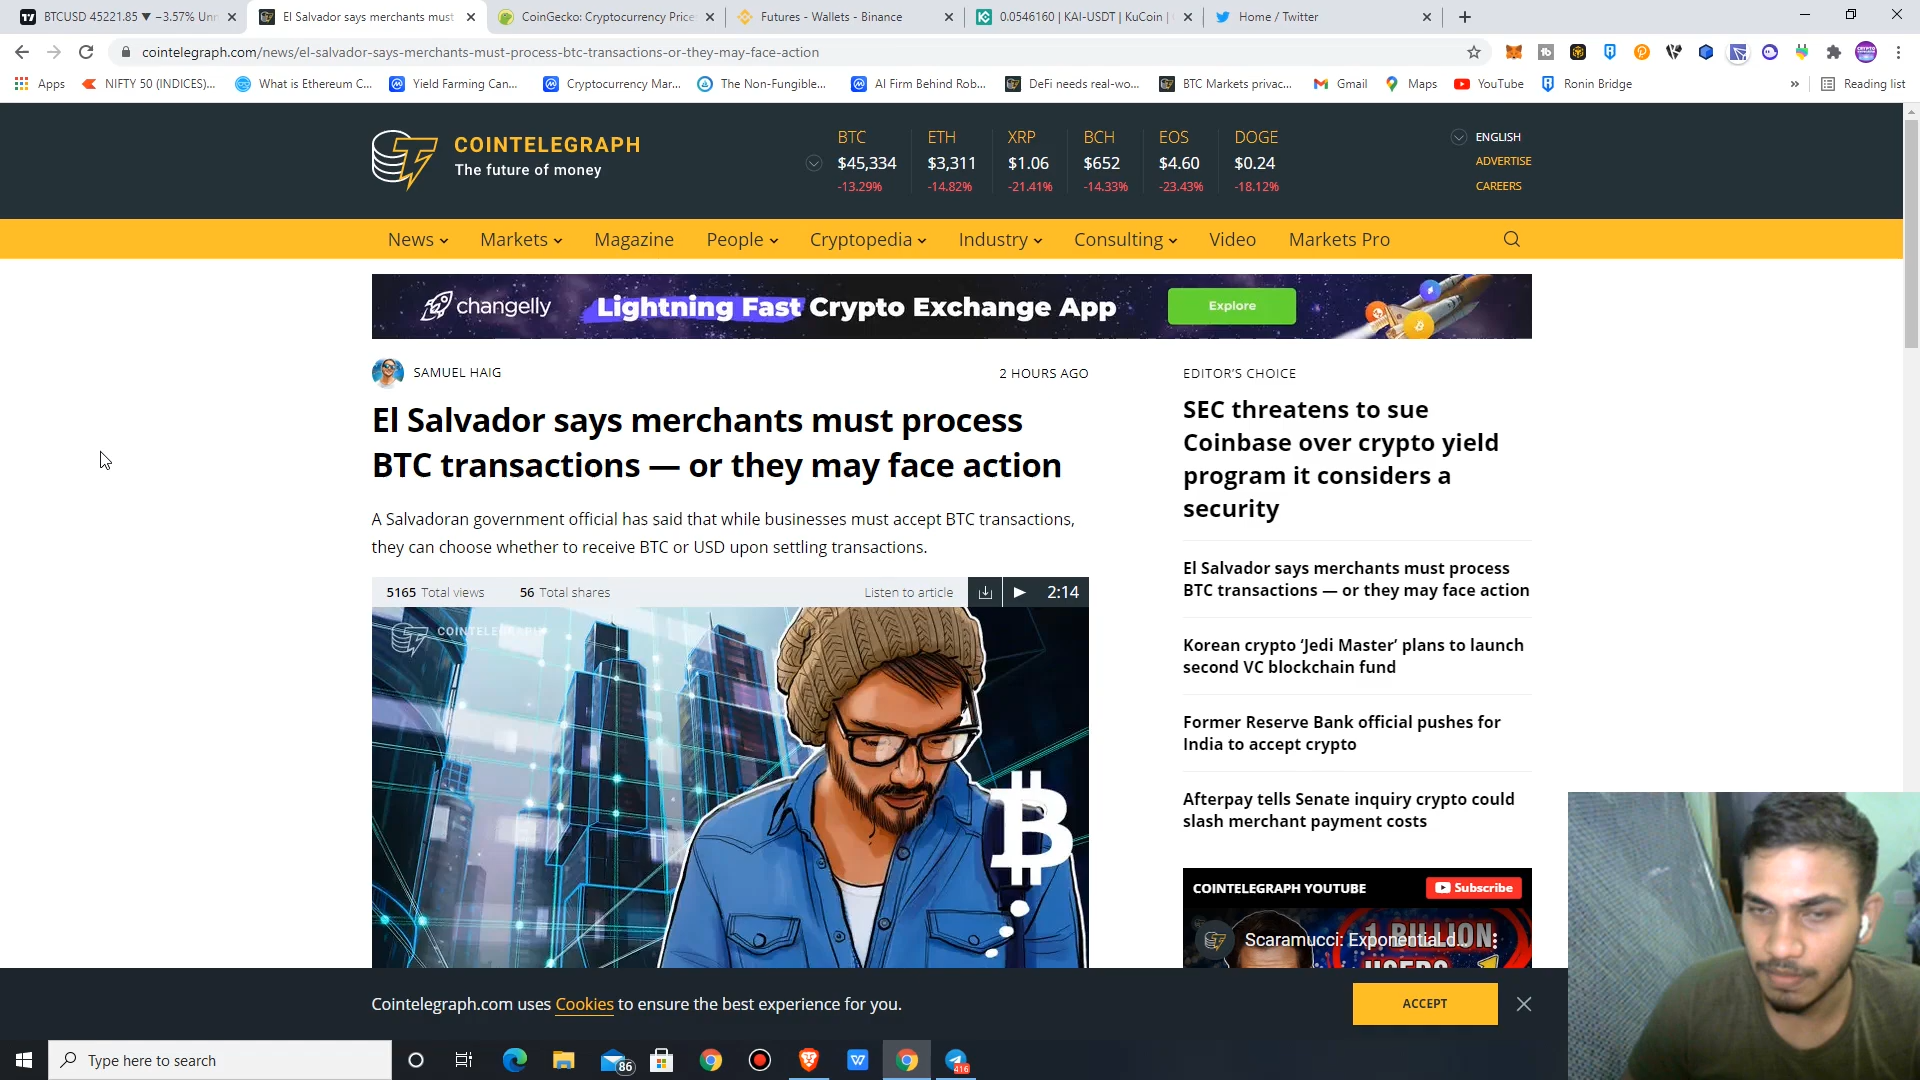 BTCUSD 45221.85 ▼ −3.57% Unn
El Salvador says merchants must
CoinGecko: Cryptocurrency Price
Futures - Wallets - Binance
0.0546160 | KAI-USDT | KuCoin |
Home / Twitter
cointelegraph.com/news/el-salvador-says-merchants-must-process-btc-transactions-or-they-may-face-action
Apps
NIFTY 50 (INDICES)...
What is Ethereum C...
Yield Farming Can...
Cryptocurrency Mar...
The Non-Fungible...
AI Firm Behind Rob...
DeFi needs real-wo...
BTC Markets privac...
Gmail
Maps
YouTube
Ronin Bridge
»
Reading list
COINTELEGRAPH
The future of money
BTC
$45,334
-13.29%
ETH
$3,311
-14.82%
XRP
$1.06
-21.41%
BCH
$652
-14.33%
EOS
$4.60
-23.43%
DOGE
$0.24
-18.12%
ENGLISH
ADVERTISE
CAREERS
News
Markets
Magazine
People
Cryptopedia
Industry
Consulting
Video
Markets Pro
changelly
Lightning Fast Crypto Exchange App
Explore
SAMUEL HAIG
2 HOURS AGO
El Salvador says merchants must process
BTC transactions — or they may face action
A Salvadoran government official has said that while businesses must accept BTC transactions,
they can choose whether to receive BTC or USD upon settling transactions.
5165 Total views
56 Total shares
Listen to article
2:14
COINTELEGRAPH
EDITOR’S CHOICE
SEC threatens to sue
Coinbase over crypto yield
program it considers a
security
El Salvador says merchants must process
BTC transactions — or they may face action
Korean crypto ‘Jedi Master’ plans to launch
second VC blockchain fund
Former Reserve Bank official pushes for
India to accept crypto
Afterpay tells Senate inquiry crypto could
slash merchant payment costs
COINTELEGRAPH YOUTUBE
Subscribe
Scaramucci: Exponential d...
1 BILLION
USERS
Cointelegraph.com uses Cookies to ensure the best experience for you.
ACCEPT
Type here to search
86
416